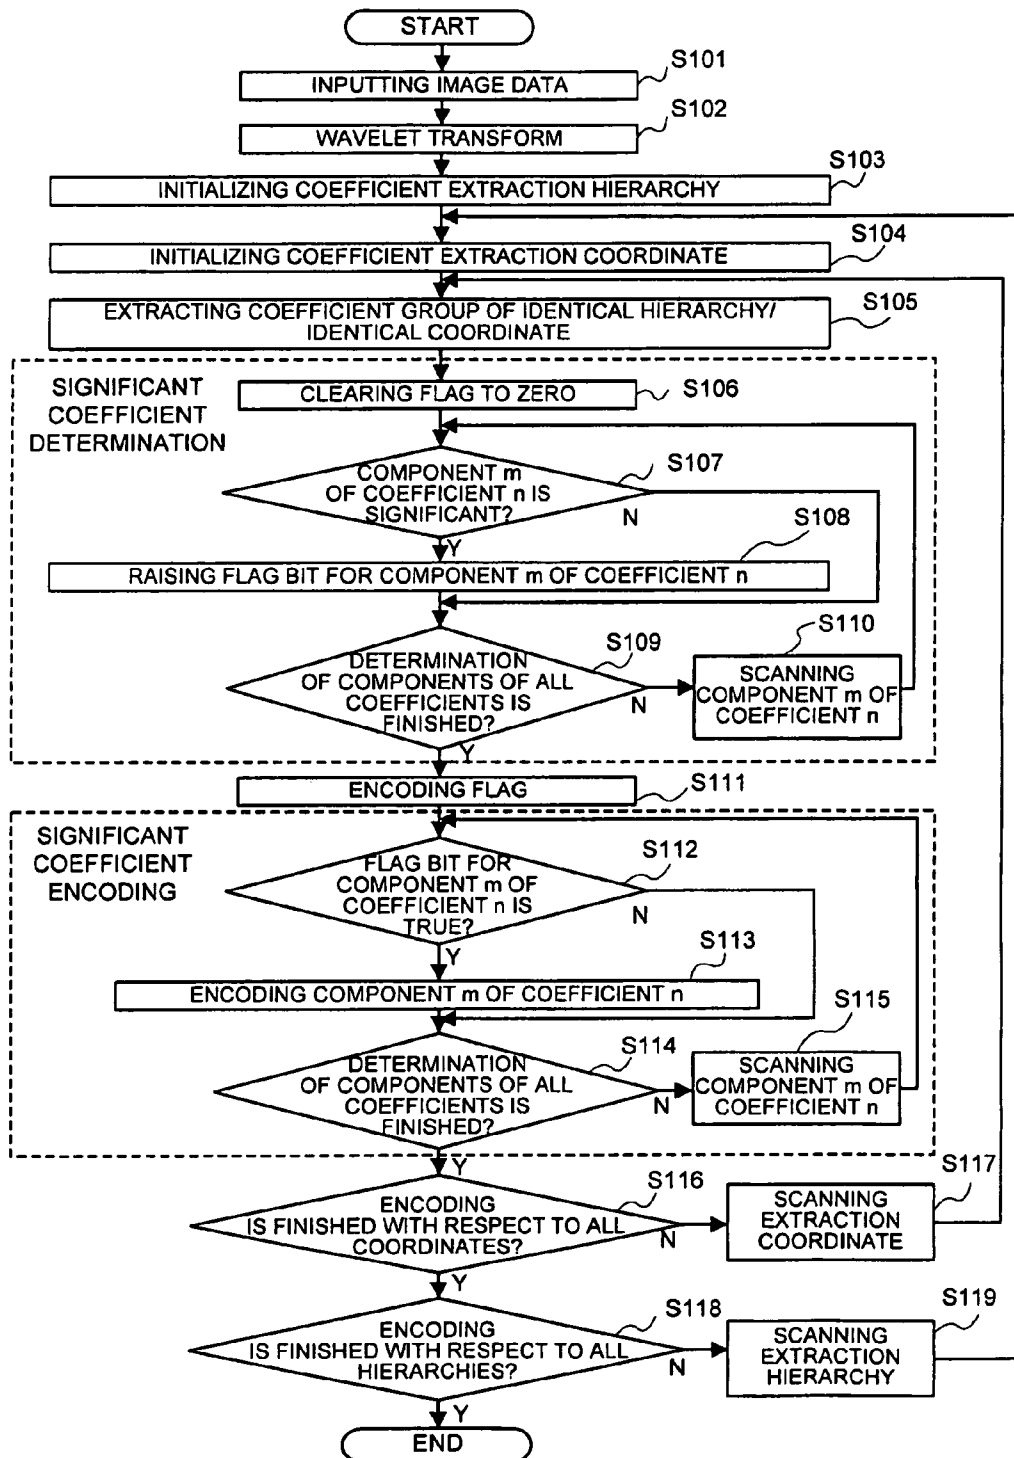 START
S101
INPUTTING IMAGE DATA
S102
WAVELET TRANSFORM
S103
INITIALIZING COEFFICIENT EXTRACTION HIERARCHY
S104
INITIALIZING COEFFICIENT EXTRACTION COORDINATE
S105
EXTRACTING COEFFICIENT GROUP OF IDENTICAL HIERARCHY/
IDENTICAL COORDINATE
SIGNIFICANT
COEFFICIENT
DETERMINATION
S106
CLEARING FLAG TO ZERO
S107
COMPONENT m
OF COEFFICIENT n IS
SIGNIFICANT?
N
Y
S108
RAISING FLAG BIT FOR COMPONENT m OF COEFFICIENT n
S109
DETERMINATION
OF COMPONENTS OF ALL
COEFFICIENTS IS
FINISHED?
N
Y
S110
SCANNING
COMPONENT m OF
COEFFICIENT n
S111
ENCODING FLAG
SIGNIFICANT
COEFFICIENT
ENCODING
S112
FLAG BIT FOR
COMPONENT m OF
COEFFICIENT n IS
TRUE?
N
Y
S113
ENCODING COMPONENT m OF COEFFICIENT n
S114
DETERMINATION
OF COMPONENTS OF ALL
COEFFICIENTS IS
FINISHED?
N
Y
S115
SCANNING
COMPONENT m OF
COEFFICIENT n
S116
ENCODING
IS FINISHED WITH RESPECT TO ALL
COORDINATES?
N
Y
S117
SCANNING
EXTRACTION
COORDINATE
S118
ENCODING
IS FINISHED WITH RESPECT TO ALL
HIERARCHIES?
N
Y
S119
SCANNING
EXTRACTION
HIERARCHY
END